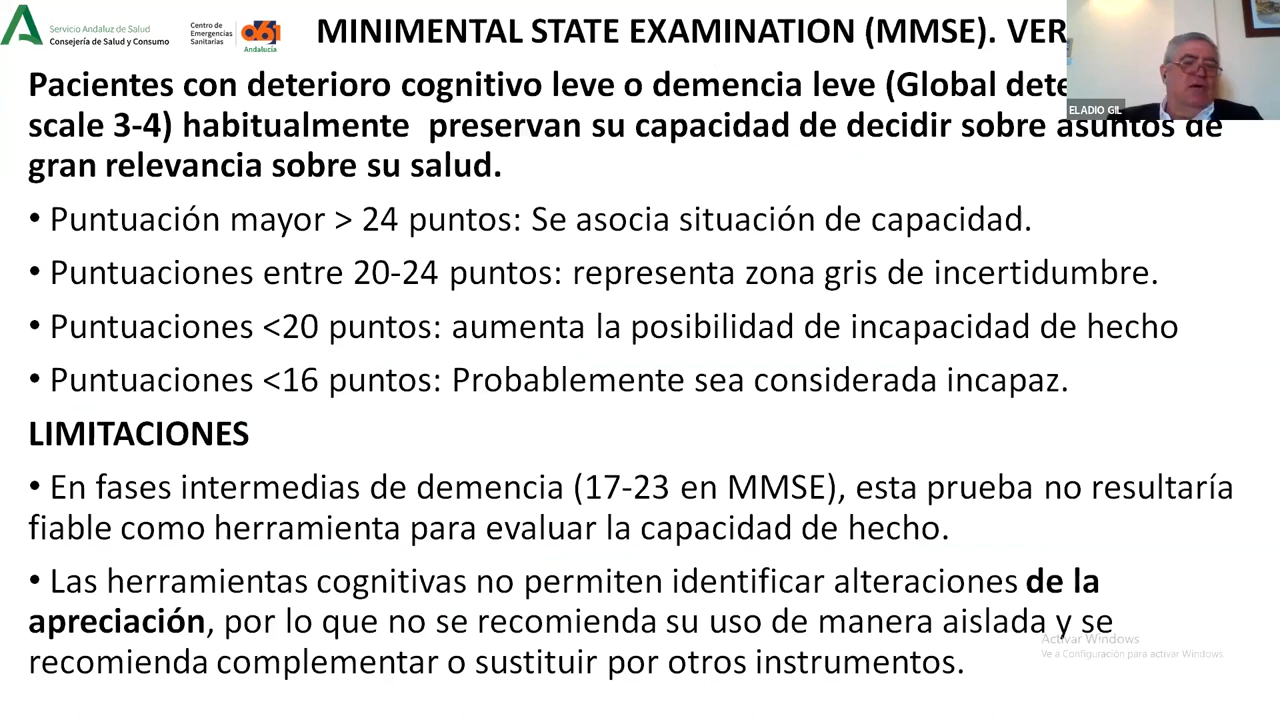 Servicio Andaluz de Salud
Consejería de Salud y Consumo
Centro de
Emergencias
Sanitarias
061
Andalucía
MINIMENTAL STATE EXAMINATION (MMSE). VER
ELADIO GIL
Pacientes con deterioro cognitivo leve o demencia leve (Global dete
scale 3-4) habitualmente preservan su capacidad de decidir sobre asuntos de
gran relevancia sobre su salud.
• Puntuación mayor > 24 puntos: Se asocia situación de capacidad.
• Puntuaciones entre 20-24 puntos: representa zona gris de incertidumbre.
• Puntuaciones <20 puntos: aumenta la posibilidad de incapacidad de hecho
• Puntuaciones <16 puntos: Probablemente sea considerada incapaz.
LIMITACIONES
• En fases intermedias de demencia (17-23 en MMSE), esta prueba no resultaría
fiable como herramienta para evaluar la capacidad de hecho.
• Las herramientas cognitivas no permiten identificar alteraciones de la
apreciación, por lo que no se recomienda su uso de manera aislada y se
recomienda complementar o sustituir por otros instrumentos.
Activar Windows
Ve a Configuración para activar Windows.